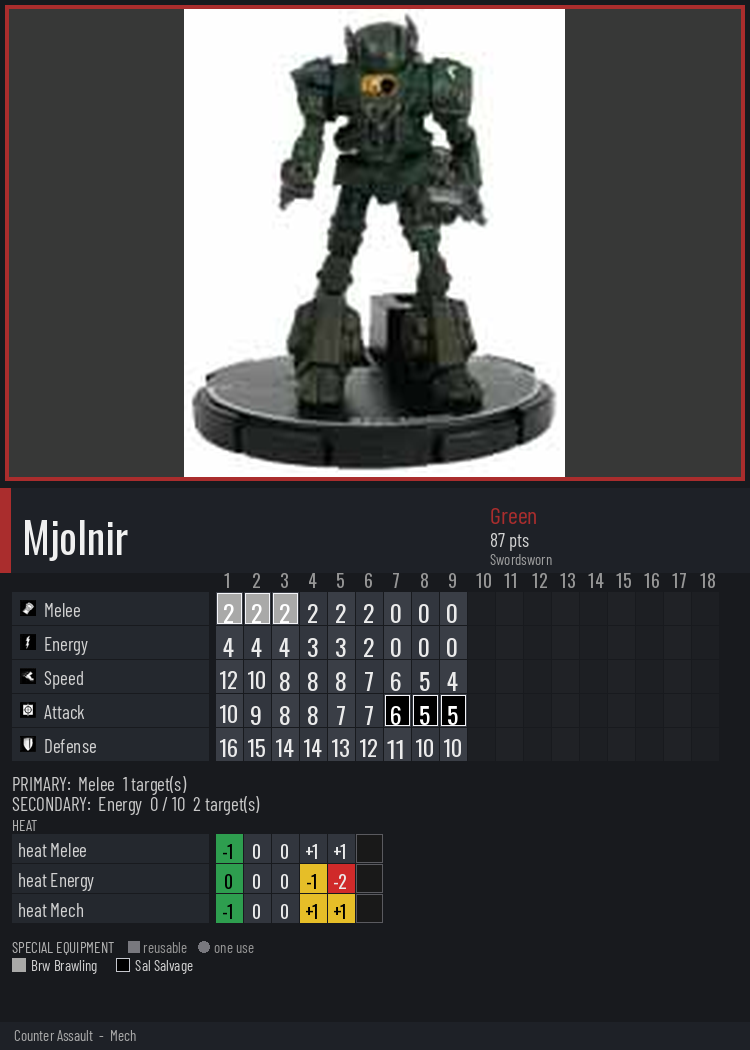 Mjolnir
Green
87 pts
Swordsworn
1 2 3 4 5 6 7 8 9 10 11 12 13 14 15 16 17 18
Melee 2 2 2 2 2 2 0 0 0
Energy 4 4 4 3 3 2 0 0 0
Speed 12 10 8 8 8 7 6 5 4
Attack 10 9 8 8 7 7 6 5 5
Defense 16 15 14 14 13 12 11 10 10
PRIMARY: Melee 1 target(s)
SECONDARY: Energy 0 / 10 2 target(s)
HEAT
heat Melee -1 0 0 +1 +1
heat Energy 0 0 0 -1 -2
heat Mech -1 0 0 +1 +1
SPECIAL EQUIPMENT reusable one use
Brw Brawling Sal Salvage
Counter Assault - Mech